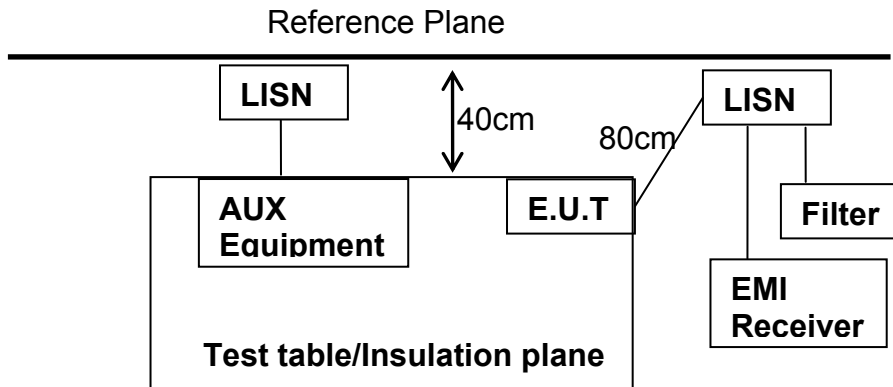 Reference Plane
LISN
40cm
80cm
LISN
AUX
Equipment
E.U.T
Filter
EMI
Receiver
Test table/Insulation plane